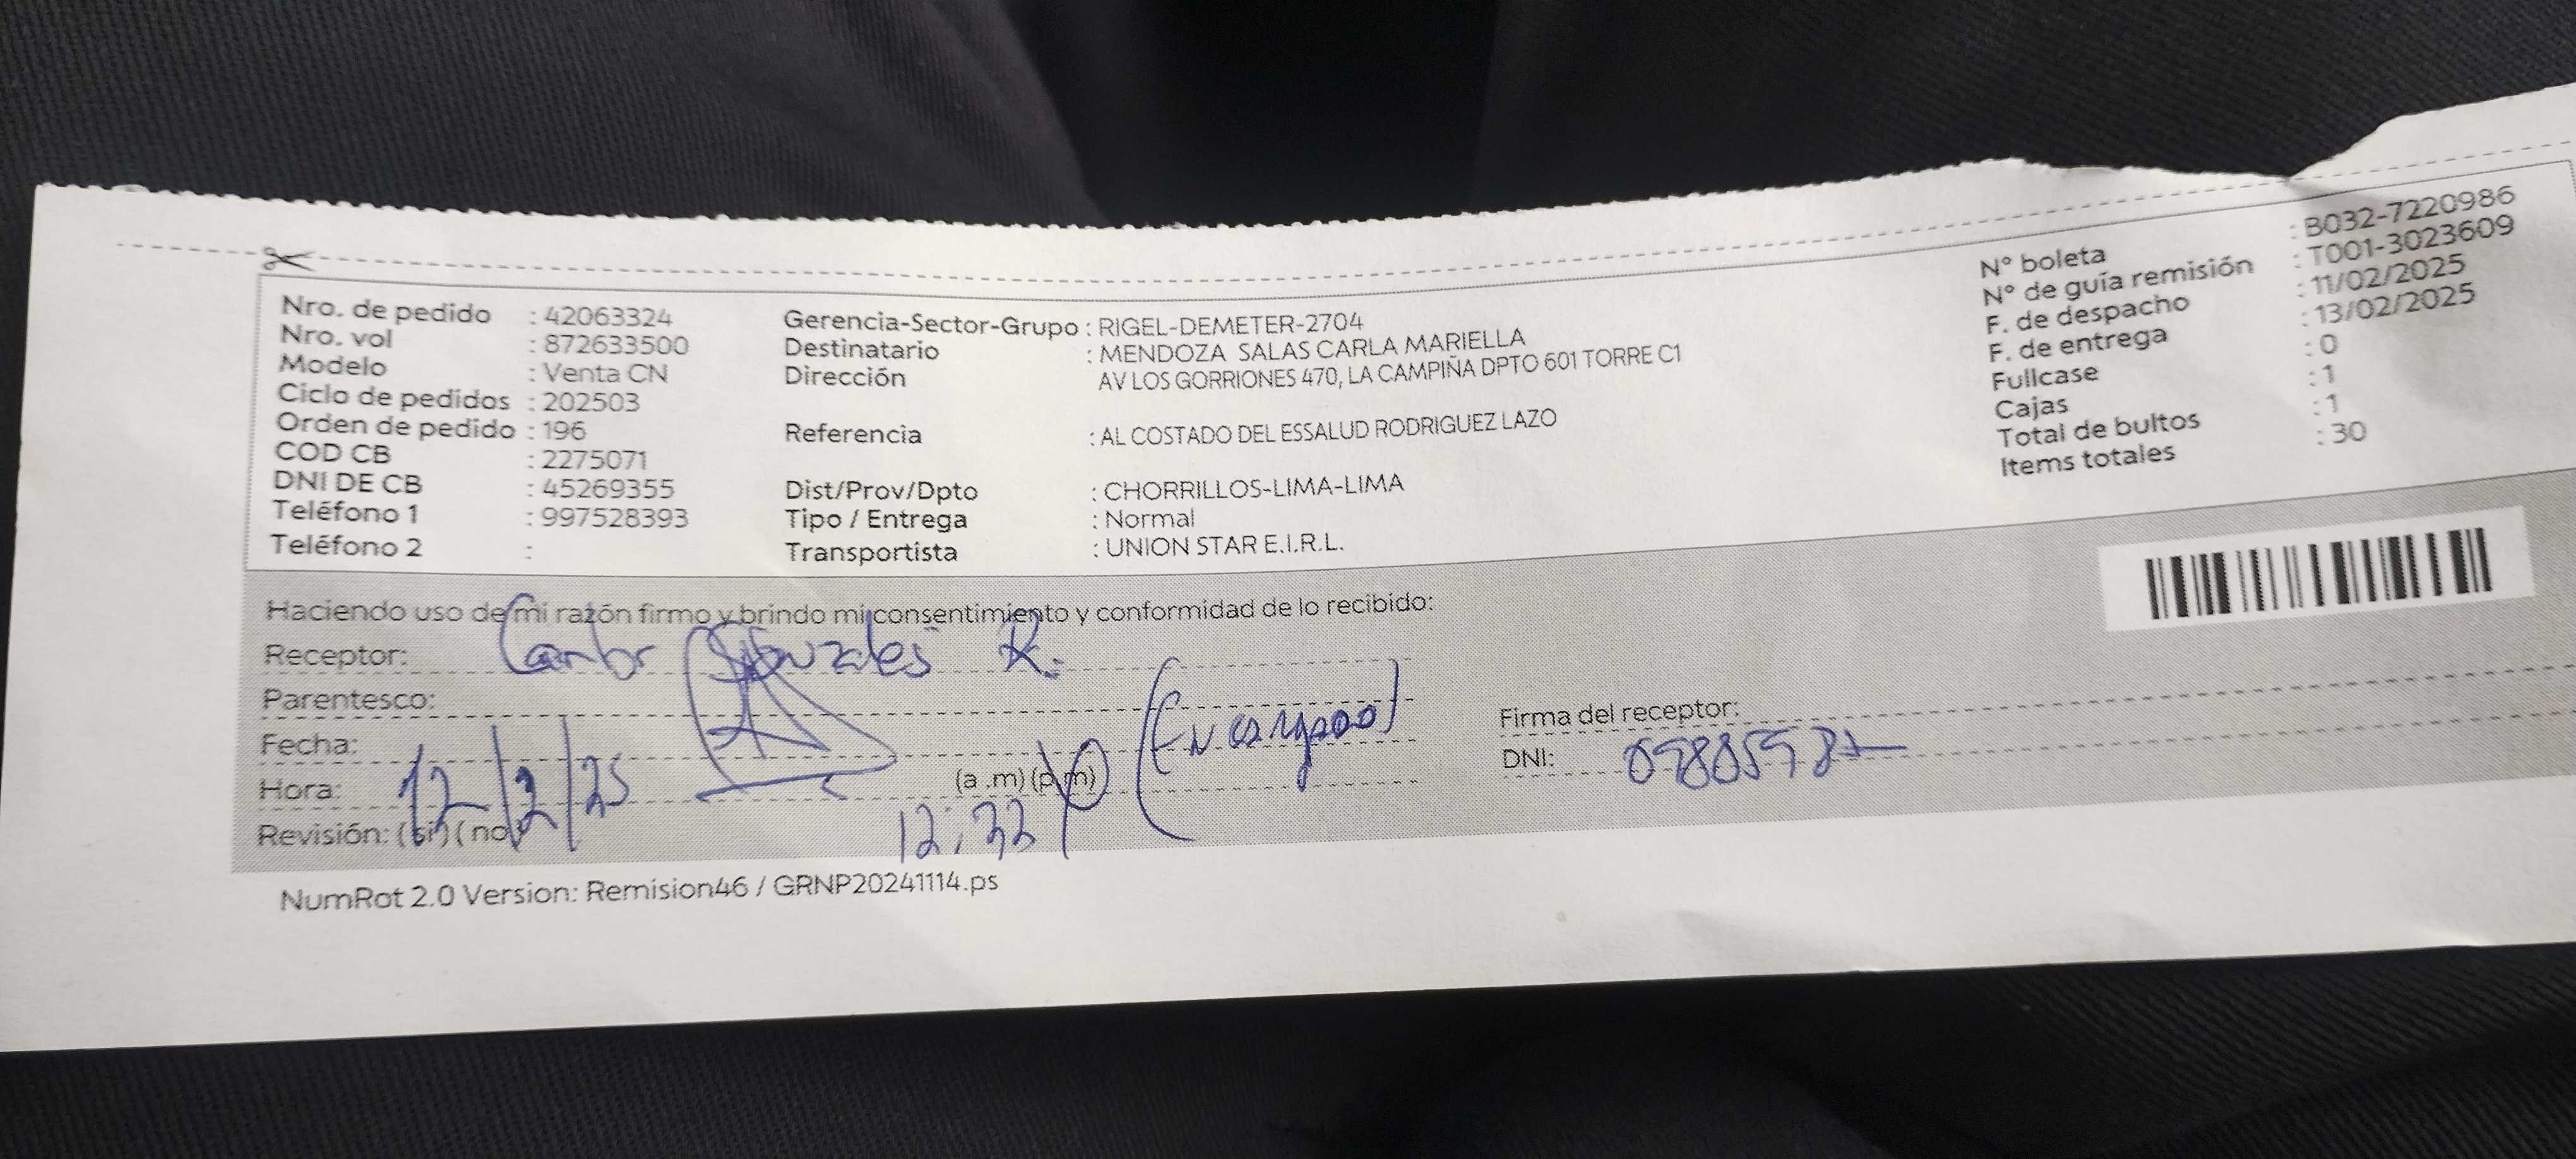 Nro. de pedido : 42063324
Nro. vol : 872633500
Modelo : Venta CN
Ciclo de pedidos : 202503
Orden de pedido : 196
COD CB : 2275071
DNI DE CB : 45269355
Teléfono 1 : 997528393
Teléfono 2 :
Gerencia-Sector-Grupo : RIGEL-DEMETER-2704
Destinatario : MENDOZA SALAS CARLA MARIELLA
Dirección AV LOS GORRIONES 470, LA CAMPIÑA DPTO 601 TORRE C1
Referencia : AL COSTADO DEL ESSALUD RODRIGUEZ LAZO
Dist/Prov/Dpto : CHORRILLOS-LIMA-LIMA
Tipo / Entrega : Normal
Transportista : UNION STAR E.I.R.L.
N° boleta : B032-7220986
N° de guía remisión : T001-3023609
F. de despacho : 11/02/2025
F. de entrega : 13/02/2025
Fullcase : 0
Cajas : 1
Total de bultos : 1
Items totales : 30
Haciendo uso de mi razón firmo y brindo mi consentimiento y conformidad de lo recibido:
Receptor: Gonzales R.
Parentesco:
Fecha:
Hora: 12/2/25 (a .m) (p.m)
12:33
Revisión: (si) (no)
Firma del receptor:
DNI:
NumRot 2.0 Version: Remision46 / GRNP20241114.ps